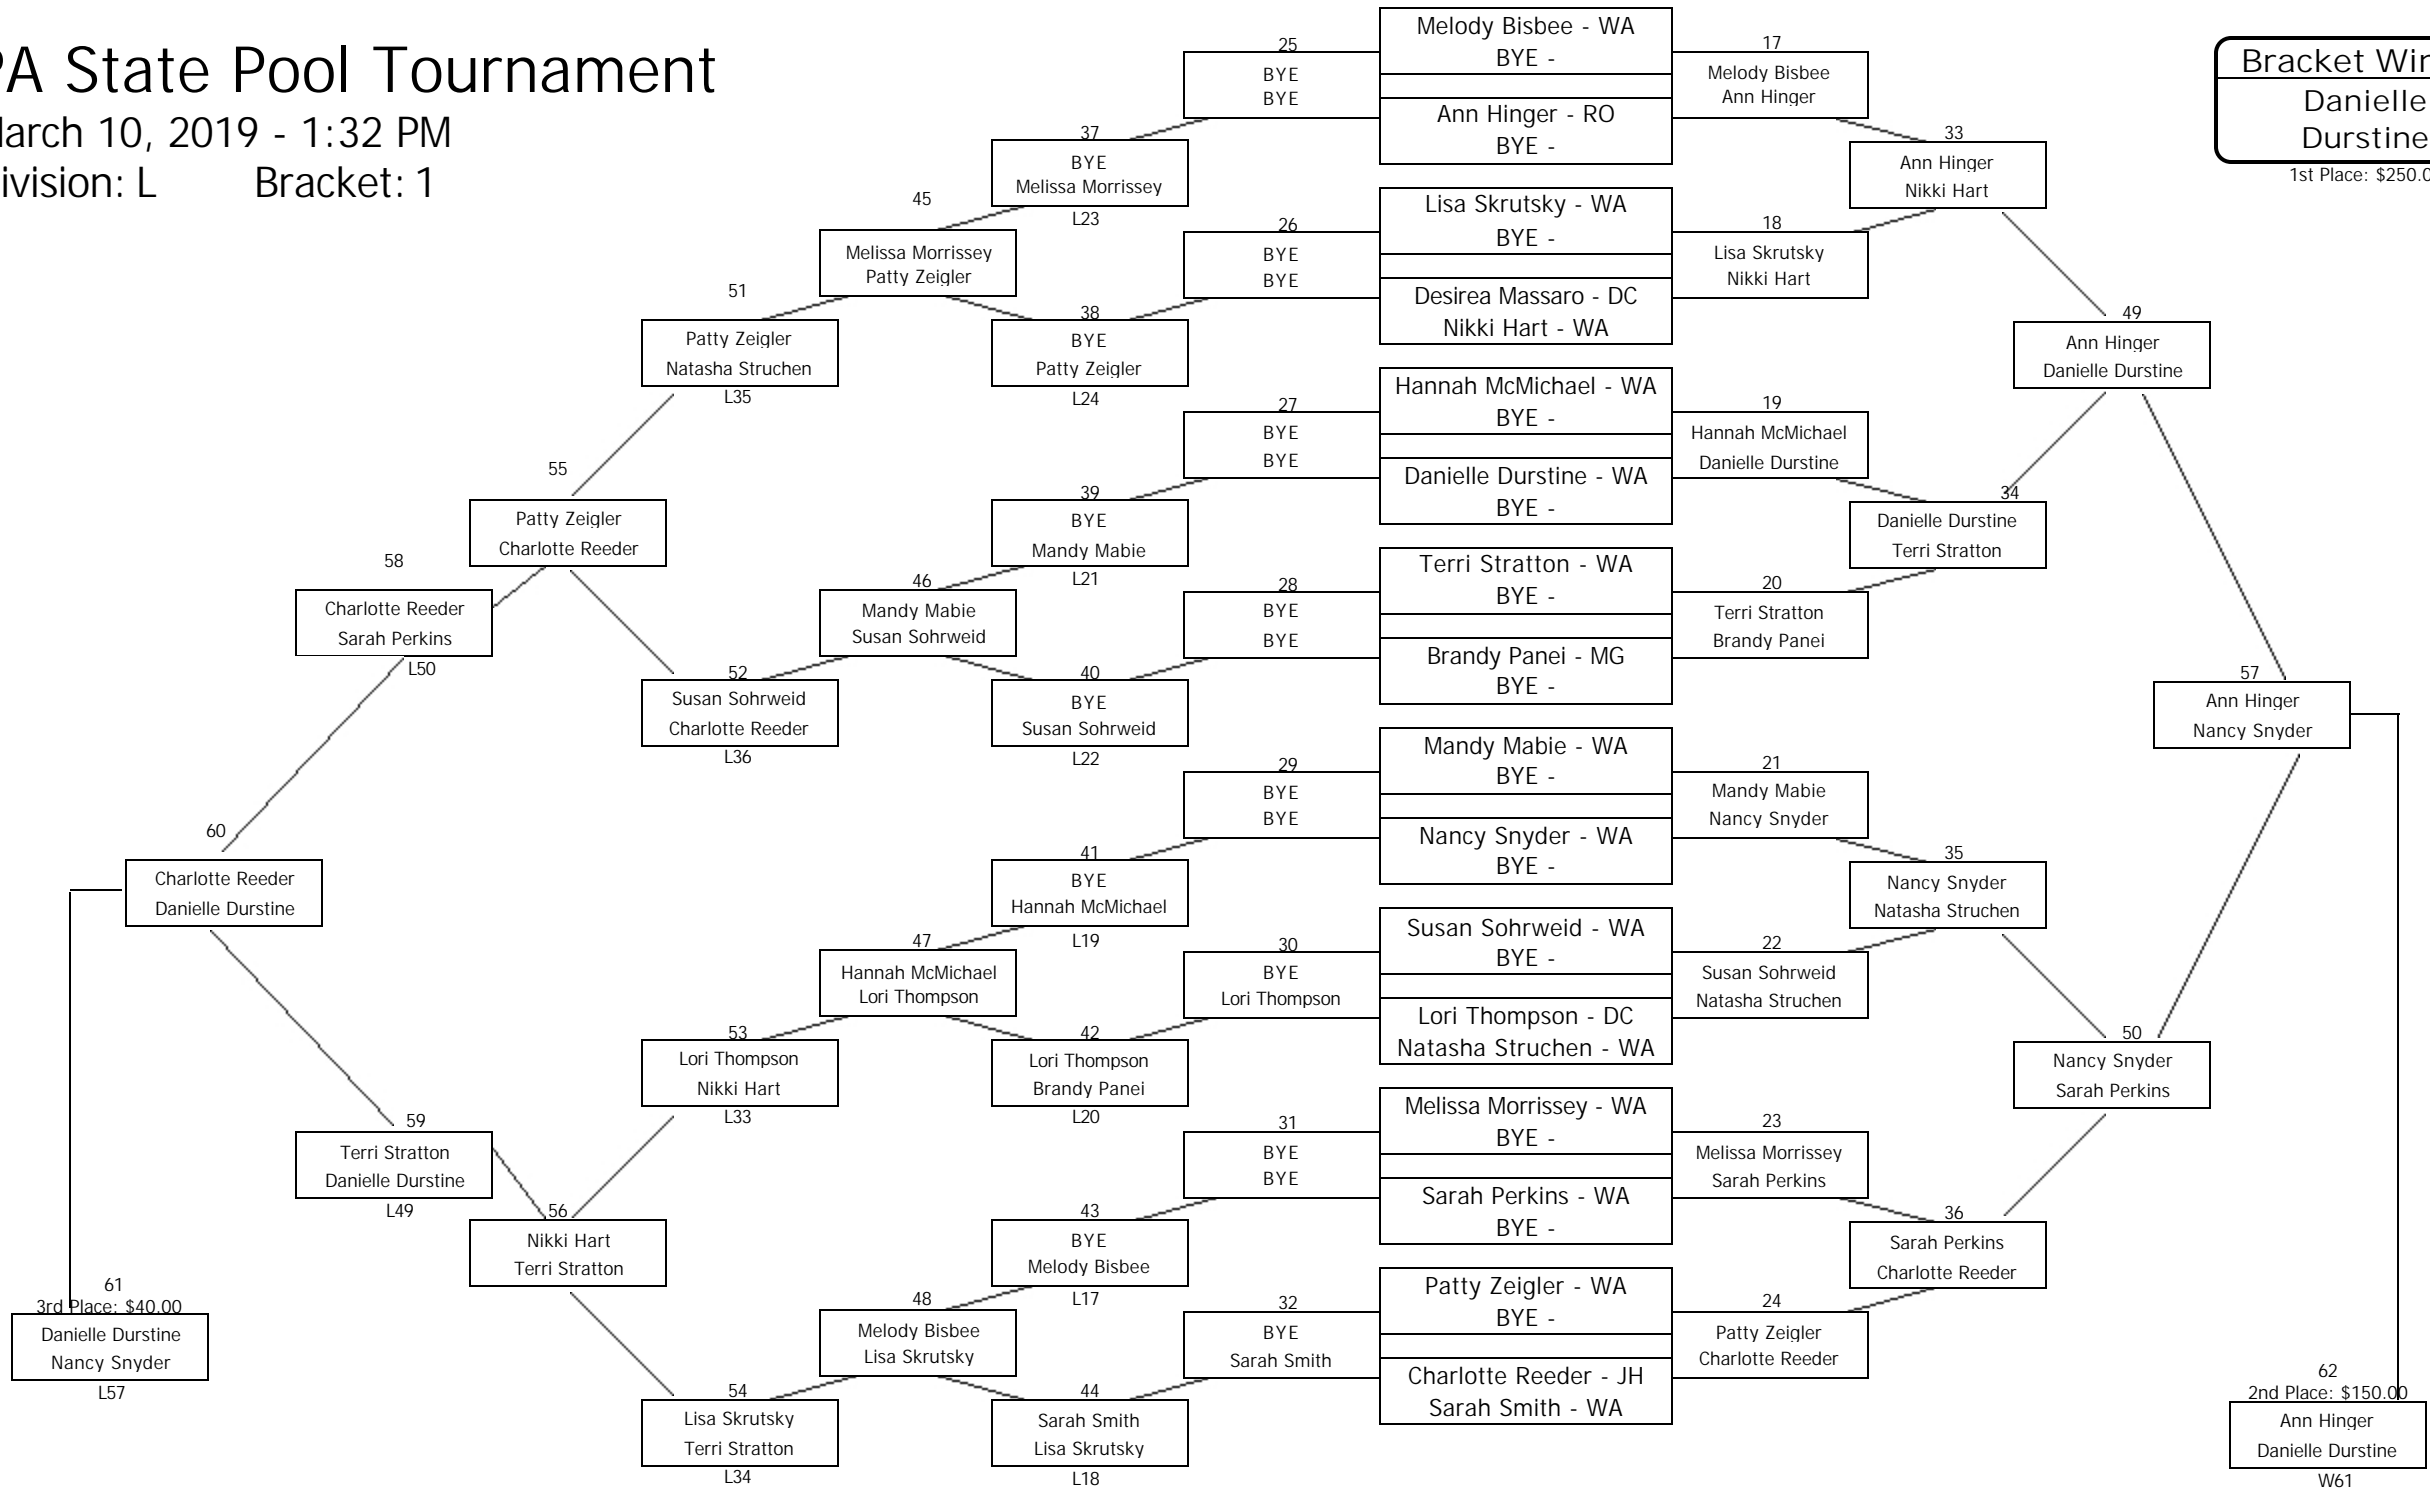 PA State Pool Tournament
March 10, 2019 - 1:32 PM
Division: L Bracket: 1
Bracket Win
Danielle
Durstine
1st Place: $250.0
Melody Bisbee - WA
BYE -
Ann Hinger - RO
BYE -
Lisa Skrutsky - WA
BYE -
Desirea Massaro - DC
Nikki Hart - WA
Hannah McMichael - WA
BYE -
Danielle Durstine - WA
BYE -
Terri Stratton - WA
BYE -
Brandy Panei - MG
BYE -
Mandy Mabie - WA
BYE -
Nancy Snyder - WA
BYE -
Susan Sohrweid - WA
BYE -
Lori Thompson - DC
Natasha Struchen - WA
Melissa Morrissey - WA
BYE -
Sarah Perkins - WA
BYE -
Patty Zeigler - WA
BYE -
Charlotte Reeder - JH
Sarah Smith - WA
17
Melody Bisbee
Ann Hinger
18
Lisa Skrutsky
Nikki Hart
19
Hannah McMichael
Danielle Durstine
20
Terri Stratton
Brandy Panei
21
Mandy Mabie
Nancy Snyder
22
Susan Sohrweid
Natasha Struchen
23
Melissa Morrissey
Sarah Perkins
24
Patty Zeigler
Charlotte Reeder
33
Ann Hinger
Nikki Hart
34
Danielle Durstine
Terri Stratton
35
Nancy Snyder
Natasha Struchen
36
Sarah Perkins
Charlotte Reeder
49
Ann Hinger
Danielle Durstine
50
Nancy Snyder
Sarah Perkins
57
Ann Hinger
Nancy Snyder
62
2nd Place: $150.00
Ann Hinger
Danielle Durstine
W61
25
BYE
BYE
26
BYE
BYE
27
BYE
BYE
28
BYE
BYE
29
BYE
BYE
30
BYE
Lori Thompson
31
BYE
BYE
32
BYE
Sarah Smith
37
BYE
Melissa Morrissey
L23
38
BYE
Patty Zeigler
L24
39
BYE
Mandy Mabie
L21
40
BYE
Susan Sohrweid
L22
41
BYE
Hannah McMichael
L19
42
Lori Thompson
Brandy Panei
L20
43
BYE
Melody Bisbee
L17
44
Sarah Smith
Lisa Skrutsky
L18
45
Melissa Morrissey
Patty Zeigler
46
Mandy Mabie
Susan Sohrweid
47
Hannah McMichael
Lori Thompson
48
Melody Bisbee
Lisa Skrutsky
51
Patty Zeigler
Natasha Struchen
L35
52
Susan Sohrweid
Charlotte Reeder
L36
53
Lori Thompson
Nikki Hart
L33
54
Lisa Skrutsky
Terri Stratton
L34
55
Patty Zeigler
Charlotte Reeder
56
Nikki Hart
Terri Stratton
58
Charlotte Reeder
Sarah Perkins
L50
59
Terri Stratton
Danielle Durstine
L49
60
Charlotte Reeder
Danielle Durstine
61
3rd Place: $40.00
Danielle Durstine
Nancy Snyder
L57